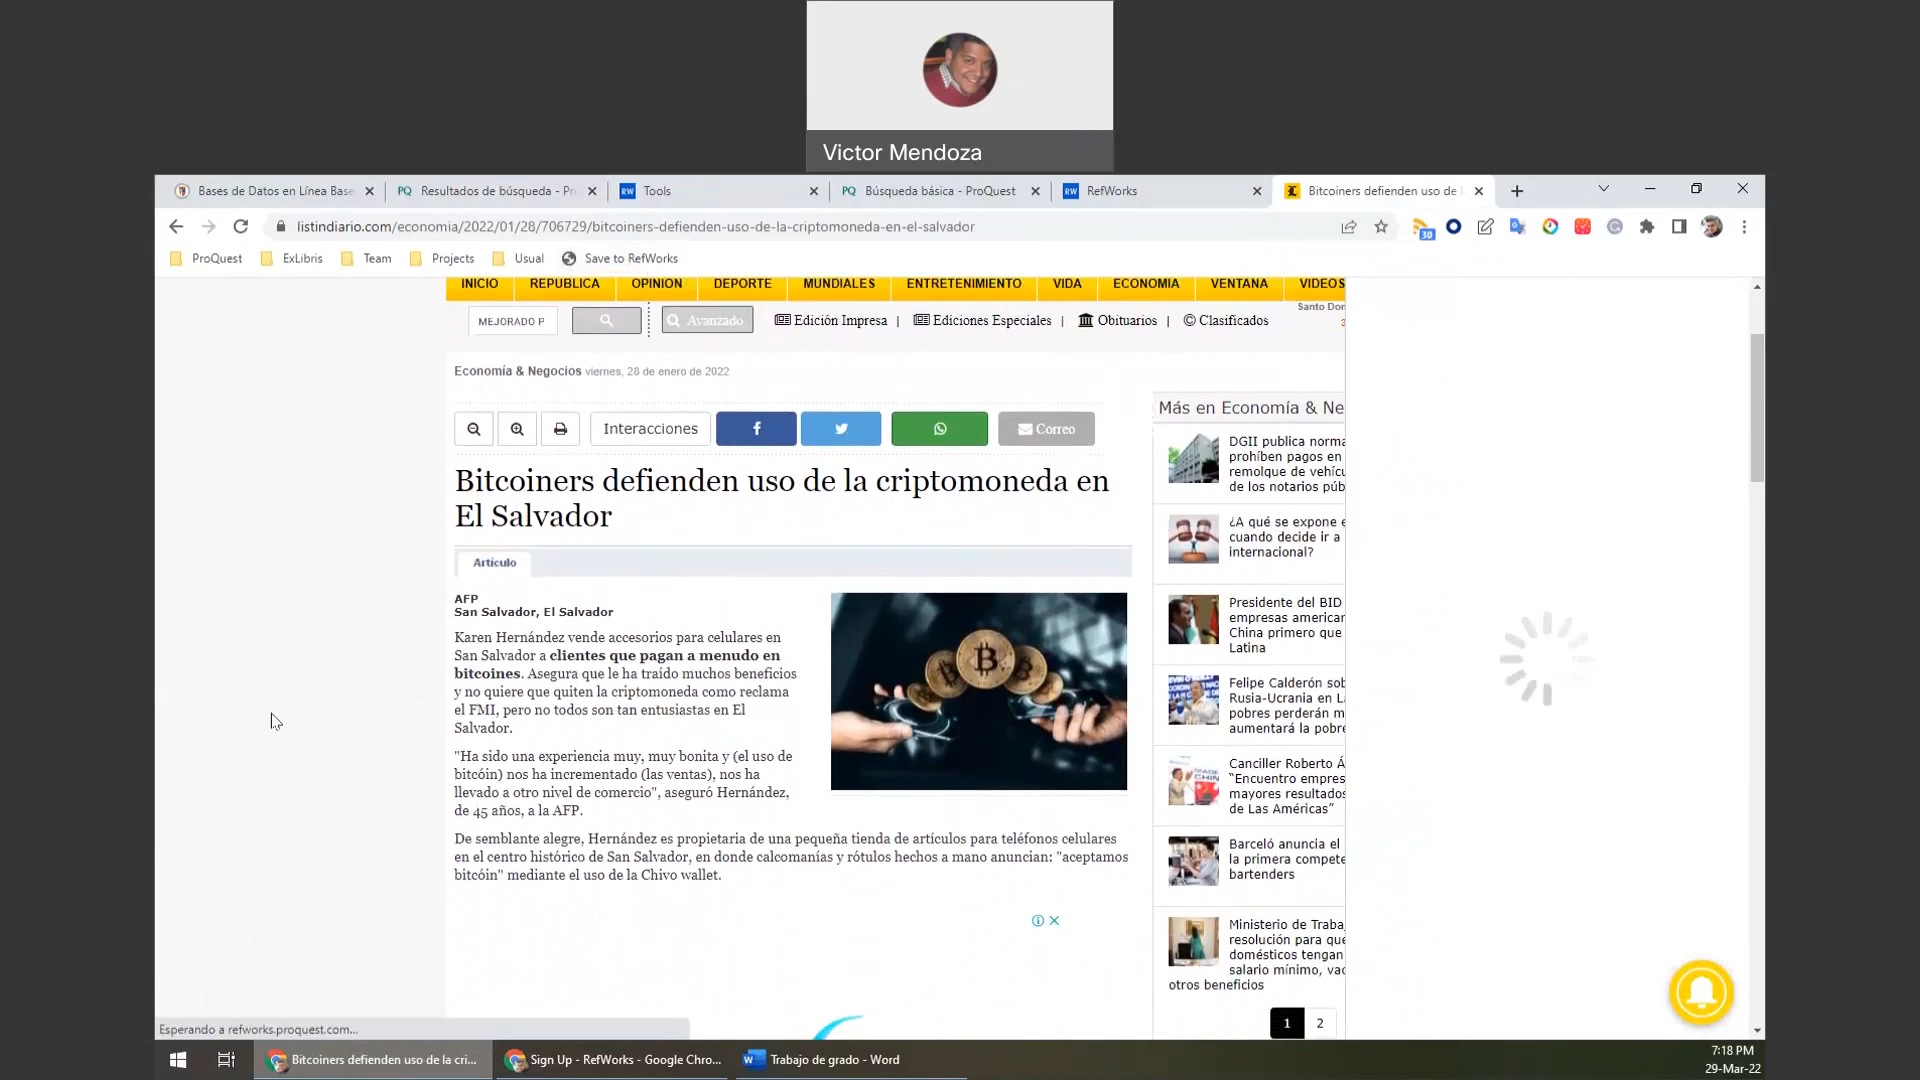 Victor Mendoza
Bases de Datos en Línea Base
Resultados de búsqueda - Pr
Tools
Búsqueda básica - ProQuest
RefWorks
Bitcoiners defienden uso de l
listindiario.com/economia/2022/01/28/706729/bitcoiners-defienden-uso-de-la-criptomoneda-en-el-salvador
30
ProQuest
ExLibris
Team
Projects
Usual
Save to RefWorks
INICIO
REPÚBLICA
OPINIÓN
DEPORTE
MUNDIALES
ENTRETENIMIENTO
VIDA
ECONOMÍA
VENTANA
VIDEOS
MEJORADO P
Avanzado
Edición Impresa |
Ediciones Especiales |
Obituarios |
Clasificados
Santo Dom
Economía & Negocios viernes, 28 de enero de 2022
Interacciones
Correo
Bitcoiners defienden uso de la criptomoneda en
El Salvador
Artículo
AFP
San Salvador, El Salvador
Karen Hernández vende accesorios para celulares en
San Salvador a clientes que pagan a menudo en
bitcoines. Asegura que le ha traído muchos beneficios
y no quiere que quiten la criptomoneda como reclama
el FMI, pero no todos son tan entusiastas en El
Salvador.
"Ha sido una experiencia muy, muy bonita y (el uso de
bitcóin) nos ha incrementado (las ventas), nos ha
llevado a otro nivel de comercio", aseguró Hernández,
de 45 años, a la AFP.
De semblante alegre, Hernández es propietaria de una pequeña tienda de artículos para teléfonos celulares
en el centro histórico de San Salvador, en donde calcomanías y rótulos hechos a mano anuncian: "aceptamos
bitcóin" mediante el uso de la Chivo wallet.
Más en Economía & Ne
DGII publica norma
prohíben pagos en
remolque de vehícu
de los notarios púb
¿A qué se expone e
cuando decide ir a
internacional?
Presidente del BID
empresas american
China primero que
Latina
Felipe Calderón sob
Rusia-Ucrania en L
pobres perderán m
aumentará la pobre
Canciller Roberto Á
"Encuentro empres
mayores resultados
de Las Américas"
Barceló anuncia el
la primera compete
bartenders
Ministerio de Traba
resolución para que
domésticos tengan
salario mínimo, vac
otros beneficios
1
2
Esperando a refworks.proquest.com...
Bitcoiners defienden uso de la cri...
Sign Up - RefWorks - Google Chro...
Trabajo de grado - Word
7:18 PM
29-Mar-22